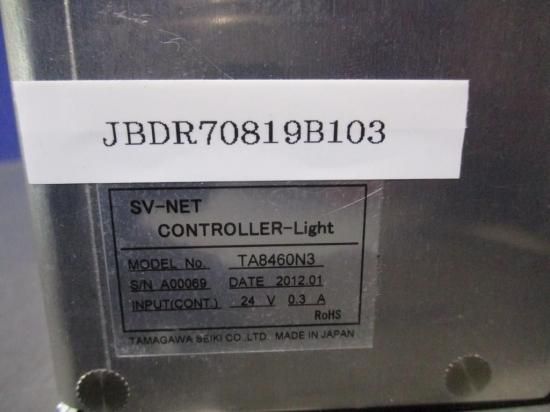 JBDR70819B103
SV-NET
CONTROLLER-Light
MODEL No. TA8460N3
S/N A00069 DATE 2012.01
INPUT(CONT.) 24 V 0.3 A
RoHS
TAMAGAWA SEIKI CO.,LTD. MADE IN JAPAN